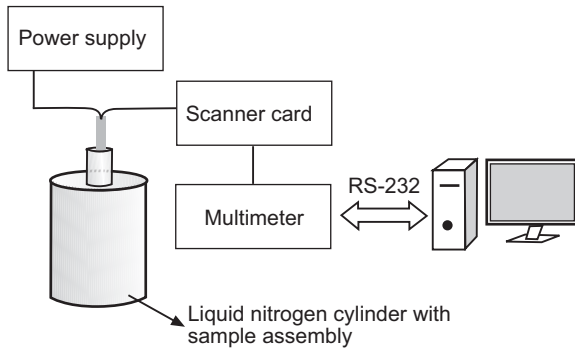 Power supply
Scanner card
RS-232
Multimeter
Liquid nitrogen cylinder with
sample assembly